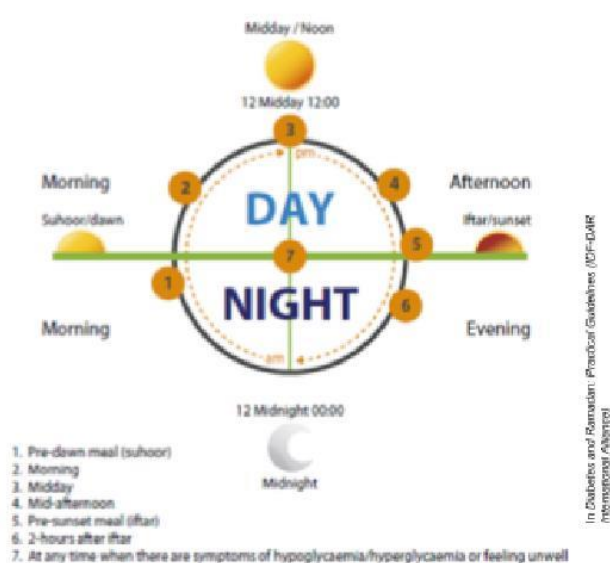 Midday / Noon
12 Midday 12:00
3
pm
2
4
Morning
Afternoon
DAY
Suhoor/dawn
Iftar/sunset
5
7
1
NIGHT
6
Morning
Evening
am
12 Midnight 00:00
Midnight
1. Pre-dawn meal (suhoor)
2. Morning
3. Midday
4. Mid-afternoon
5. Pre-sunset meal (iftar)
6. 2-hours after iftar
7. At any time when there are symptoms of hypoglycaemia/hyperglycaemia or feeling unwell
In Diabetes and Ramadan: Practical Guidelines (IDF-DAR
International Alliance)